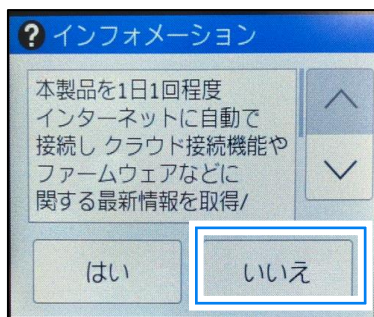 ? インフォメーション
本製品を1日1回程度
インターネットに自動で
接続し クラウド接続機能や
ファームウェアなどに
関する最新情報を取得/
はい
いいえ